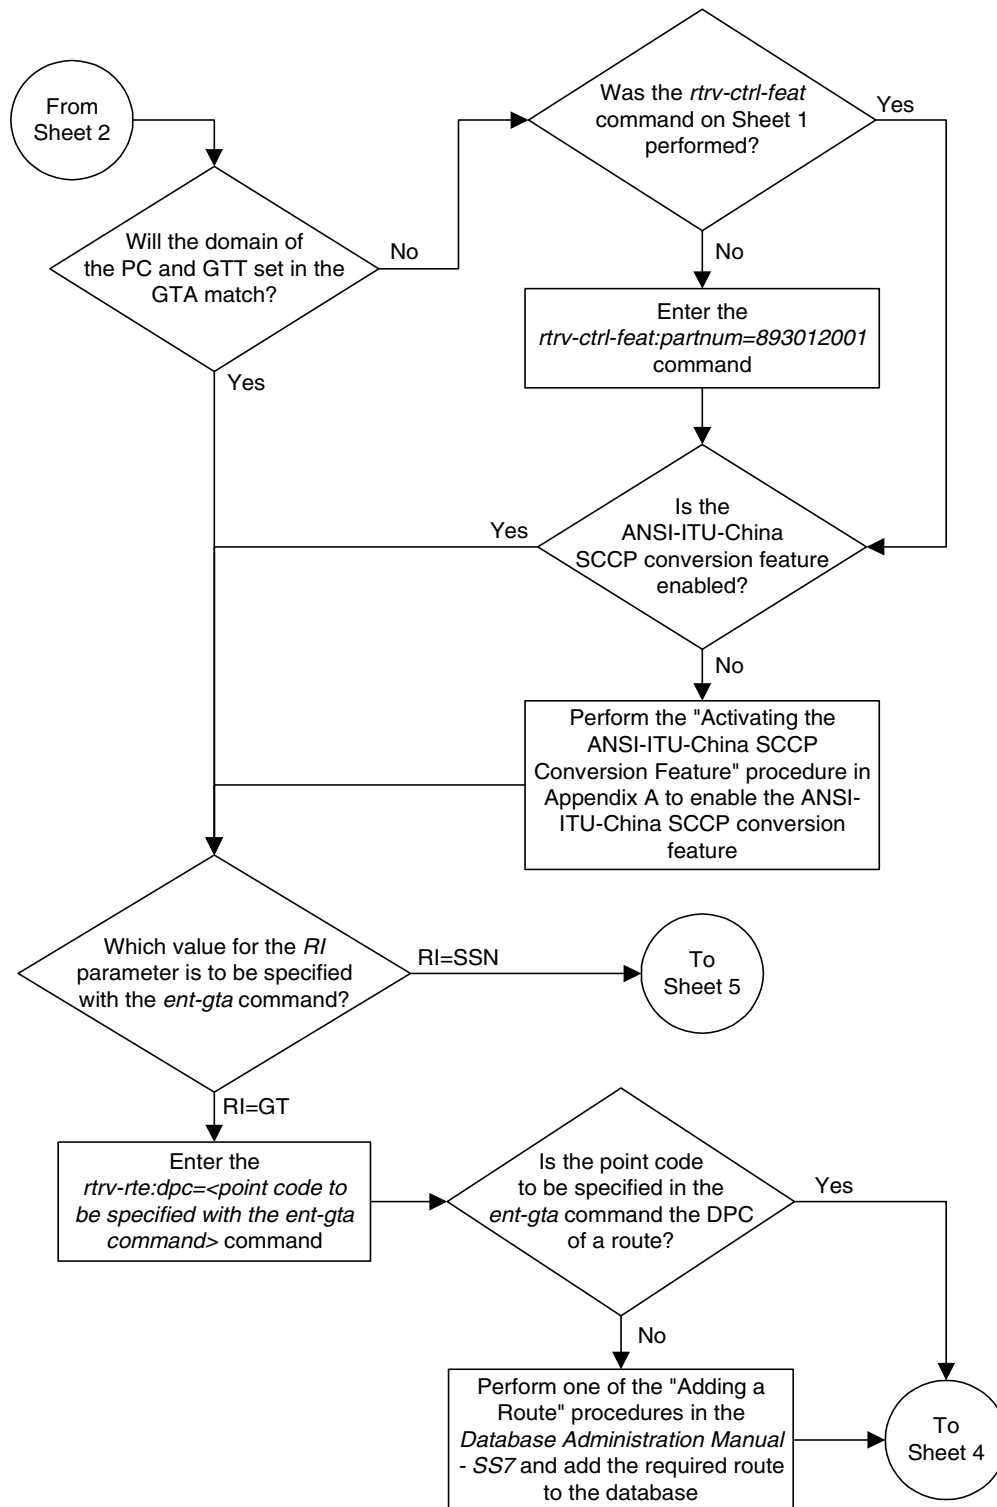 From
Sheet 2
Was the rtrv-ctrl-feat
command on Sheet 1
performed?
Yes
Will the domain of
the PC and GTT set in the
GTA match?
No
No
Enter the
rtrv-ctrl-feat:partnum=893012001
command
Yes
Is the
ANSI-ITU-China
SCCP conversion feature
enabled?
Yes
No
Perform the "Activating the
ANSI-ITU-China SCCP
Conversion Feature" procedure in
Appendix A to enable the ANSI-
ITU-China SCCP conversion
feature
Which value for the RI
parameter is to be specified
with the ent-gta command?
RI=SSN
To
Sheet 5
RI=GT
Enter the
rtrv-rte:dpc=<point code to
be specified with the ent-gta
command> command
Is the point code
to be specified in the
ent-gta command the DPC
of a route?
Yes
No
Perform one of the "Adding a
Route" procedures in the
Database Administration Manual
- SS7 and add the required route
to the database
To
Sheet 4